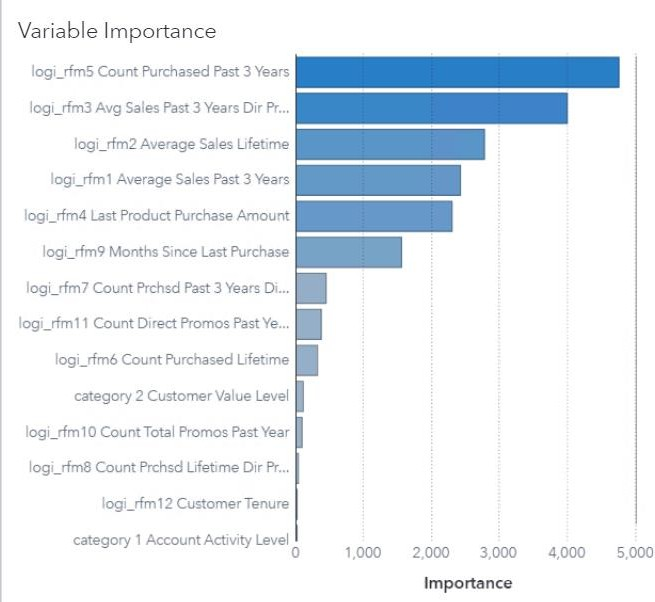 Variable Importance
logi_rfm5 Count Purchased Past 3 Years
logi_rfm3 Avg Sales Past 3 Years Dir Pr...
logi_rfm2 Average Sales Lifetime
logi_rfm1 Average Sales Past 3 Years
logi_rfm4 Last Product Purchase Amount
logi_rfm9 Months Since Last Purchase
logi_rfm7 Count Prchsd Past 3 Years Di...
logi_rfm11 Count Direct Promos Past Ye...
logi_rfm6 Count Purchased Lifetime
category 2 Customer Value Level
logi_rfm10 Count Total Promos Past Year
logi_rfm8 Count Prchsd Lifetime Dir Pr...
logi_rfm12 Customer Tenure
category 1 Account Activity Level
0 1,000 2,000 3,000 4,000 5,000
Importance